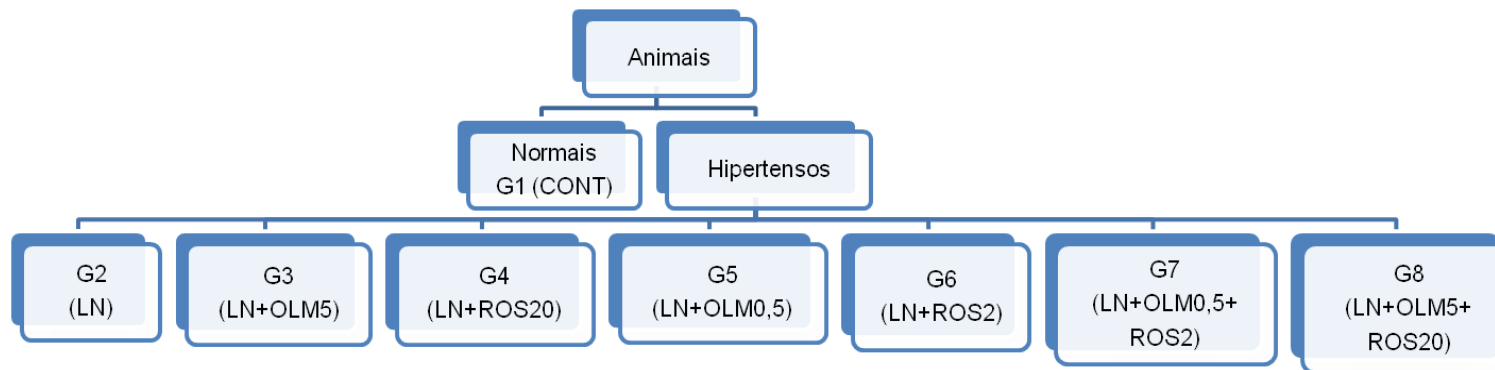 Animais
Normais
G1 (CONT)
Hipertensos
G2
(LN)
G3
(LN+OLM5)
G4
(LN+ROS20)
G5
(LN+OLM0,5)
G6
(LN+ROS2)
G7
(LN+OLM0,5+
ROS2)
G8
(LN+OLM5+
ROS20)